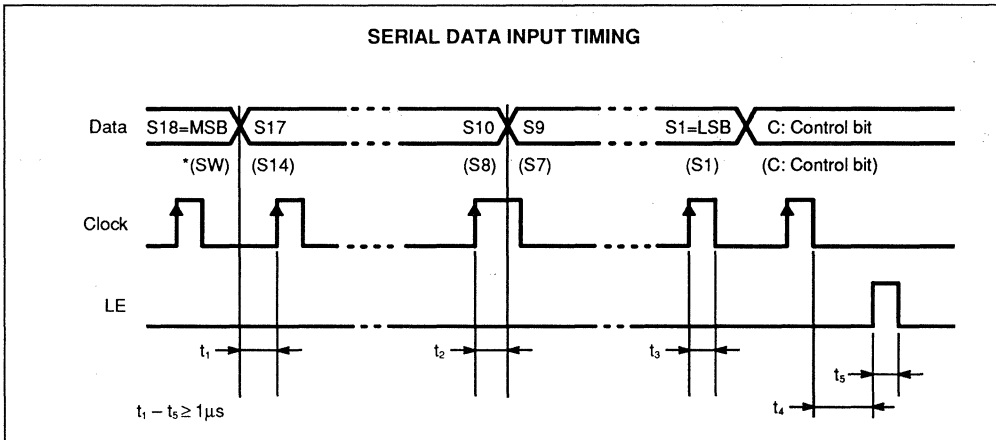 SERIAL DATA INPUT TIMING
Data S18=MSB S17 S10 S9 S1=LSB C: Control bit
*(SW) (S14) (S8) (S7) (S1) (C: Control bit)
Clock
LE
t₁ t₂ t₃
t₅
t₁ – t₅ ≥ 1µs t₄